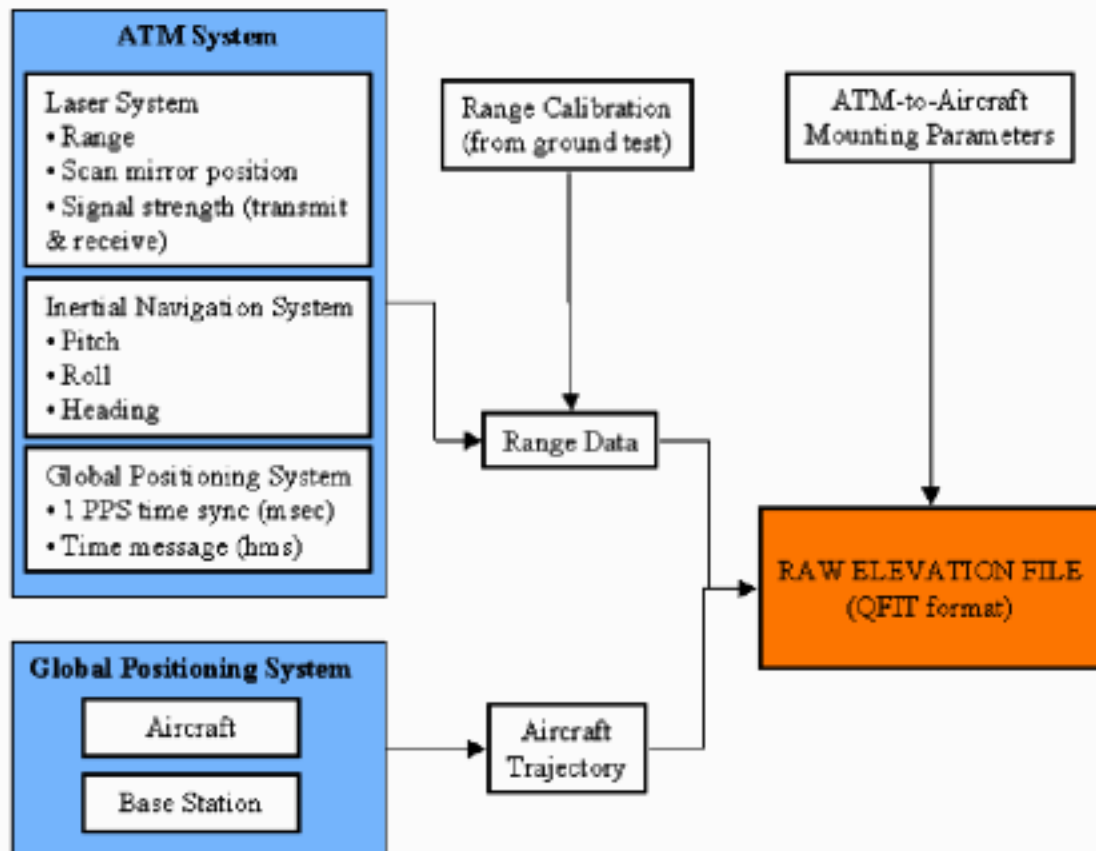 ATM System
Laser System
• Range
• Scan mirror position
• Signal strength (transmit
& receive)
Inertial Navigation System
• Pitch
• Roll
• Heading
Global Positioning System
• 1 PPS time sync (msec)
• Time message (hms)
Range Calibration
(from ground test)
ATM-to-Aircraft
Mounting Parameters
Range Data
RAW ELEVATION FILE
(QFIT format)
Global Positioning System
Aircraft
Base Station
Aircraft
Trajectory